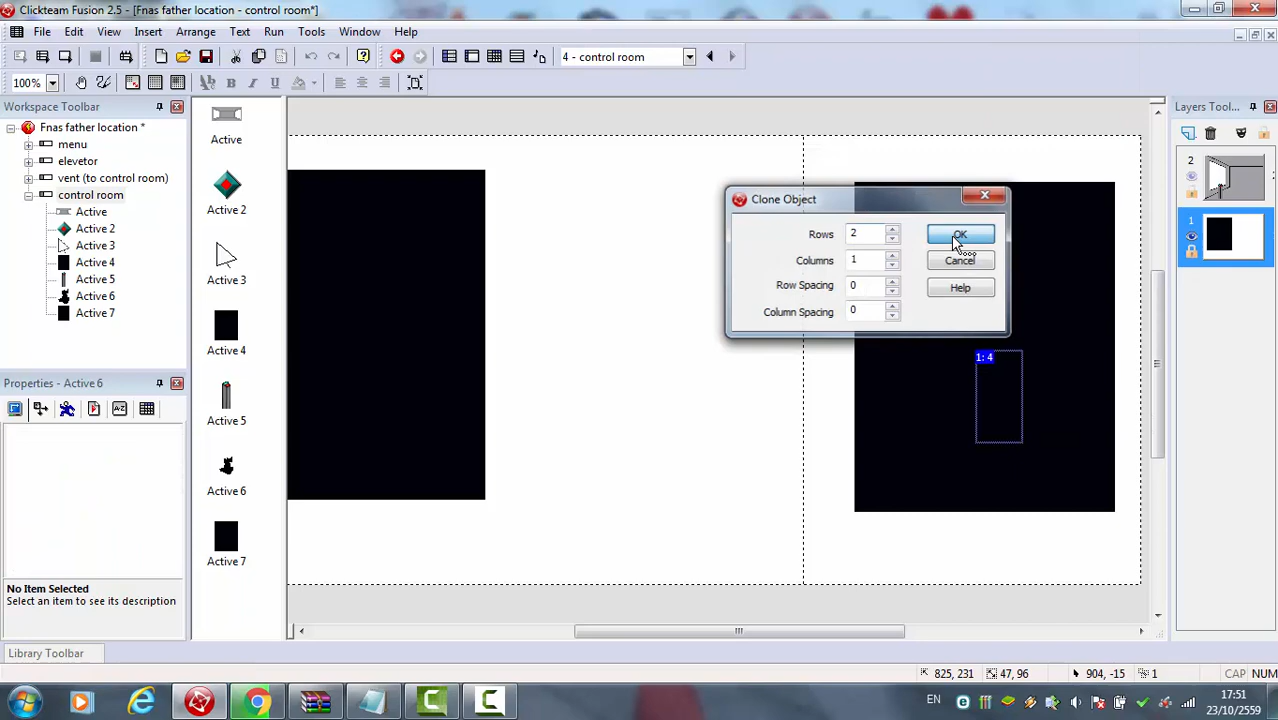 Clickteam Fusion 2.5 - [Fnas father location - control room*]
File Edit View Insert Arrange Text Run Tools Window Help
4 - control room
100%
B I U
Workspace Toolbar
Fnas father location *
menu
elevetor
vent (to control room)
control room
Active
Active 2
Active 3
Active 4
Active 5
Active 6
Active 7
Properties - Active 6
A-Z
No Item Selected
Select an item to see its description
Library Toolbar
Active
Active 2
Active 3
Active 4
Active 5
Active 6
Active 7
Clone Object
Rows 2 OK
Columns 1 Cancel
Row Spacing 0 Help
Column Spacing 0
1: 4
Layers Tool...
2
1
825, 231 47, 96 904, -15 1 CAP NUM
EN
17:51
23/10/2559